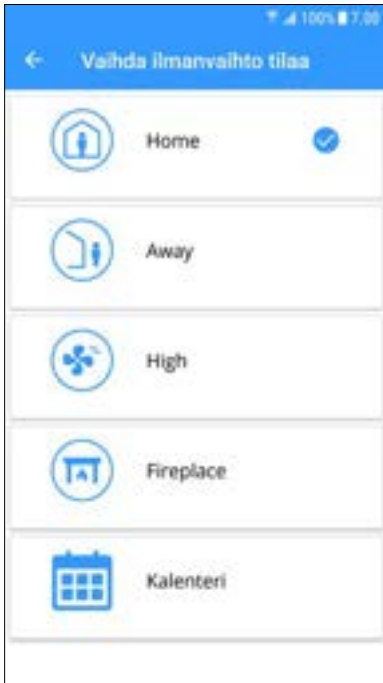 100% 7.00
Vaihda ilmanvaihto tilaa
Home
Away
High
Fireplace
Kalenteri